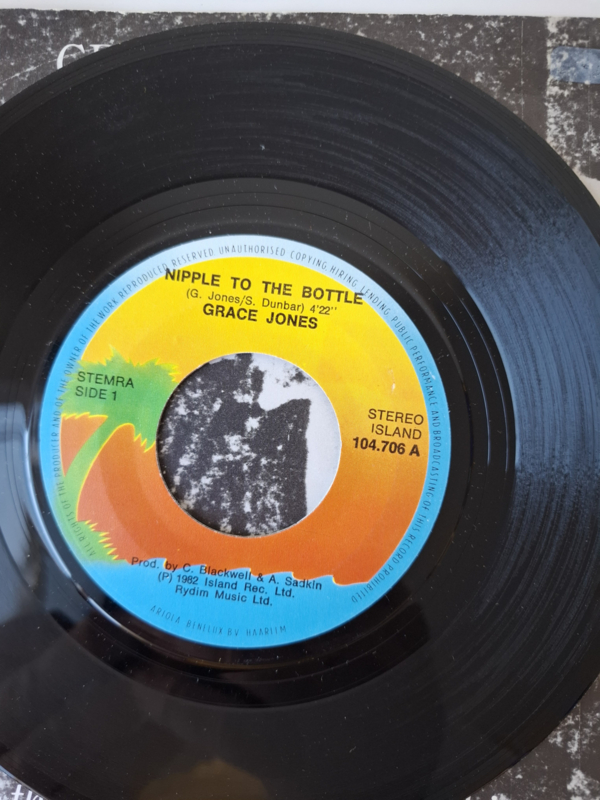 NIPPLE TO THE BOTTLE
(G. Jones/S. Dunbar) 4'22"
GRACE JONES
STEMRA
SIDE 1
STEREO
ISLAND
104.706 A
Prod. by C. Blackwell & A. Sadkin
(P) 1982 Island Rec. Ltd.
Rydim Music Ltd.
ARIOLA BENELUX B.V. HAARLEM
ALL RIGHTS OF THE PRODUCER AND OF THE OWNER OF THE WORK REPRODUCED RESERVED. UNAUTHORISED COPYING, HIRING, LENDING, PUBLIC PERFORMANCE AND BROADCASTING OF THIS RECORD PROHIBITED